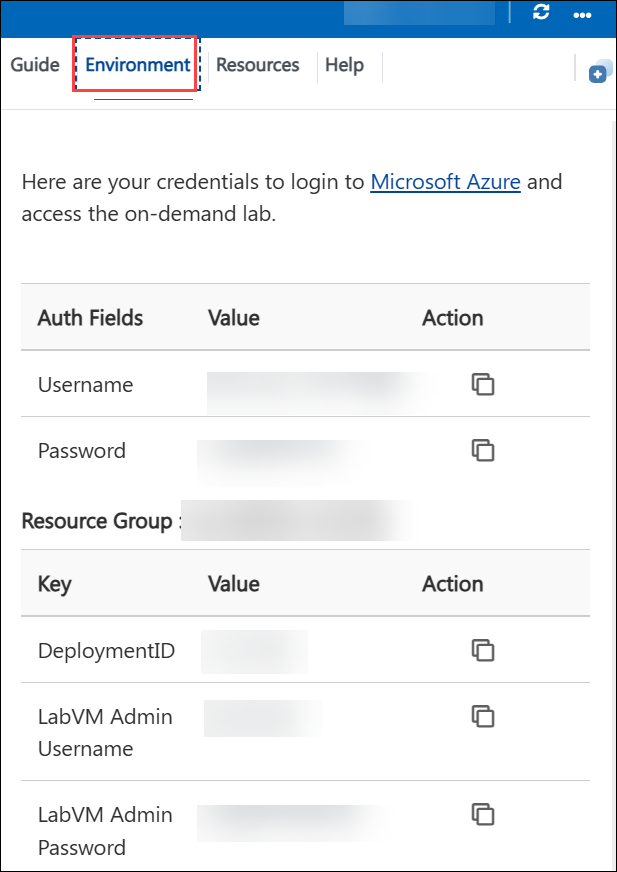 Guide Environment Resources Help
Here are your credentials to login to Microsoft Azure and
access the on-demand lab.
Auth Fields Value Action
Username
Password
Resource Group :
Key Value Action
DeploymentID
LabVM Admin
Username
LabVM Admin
Password